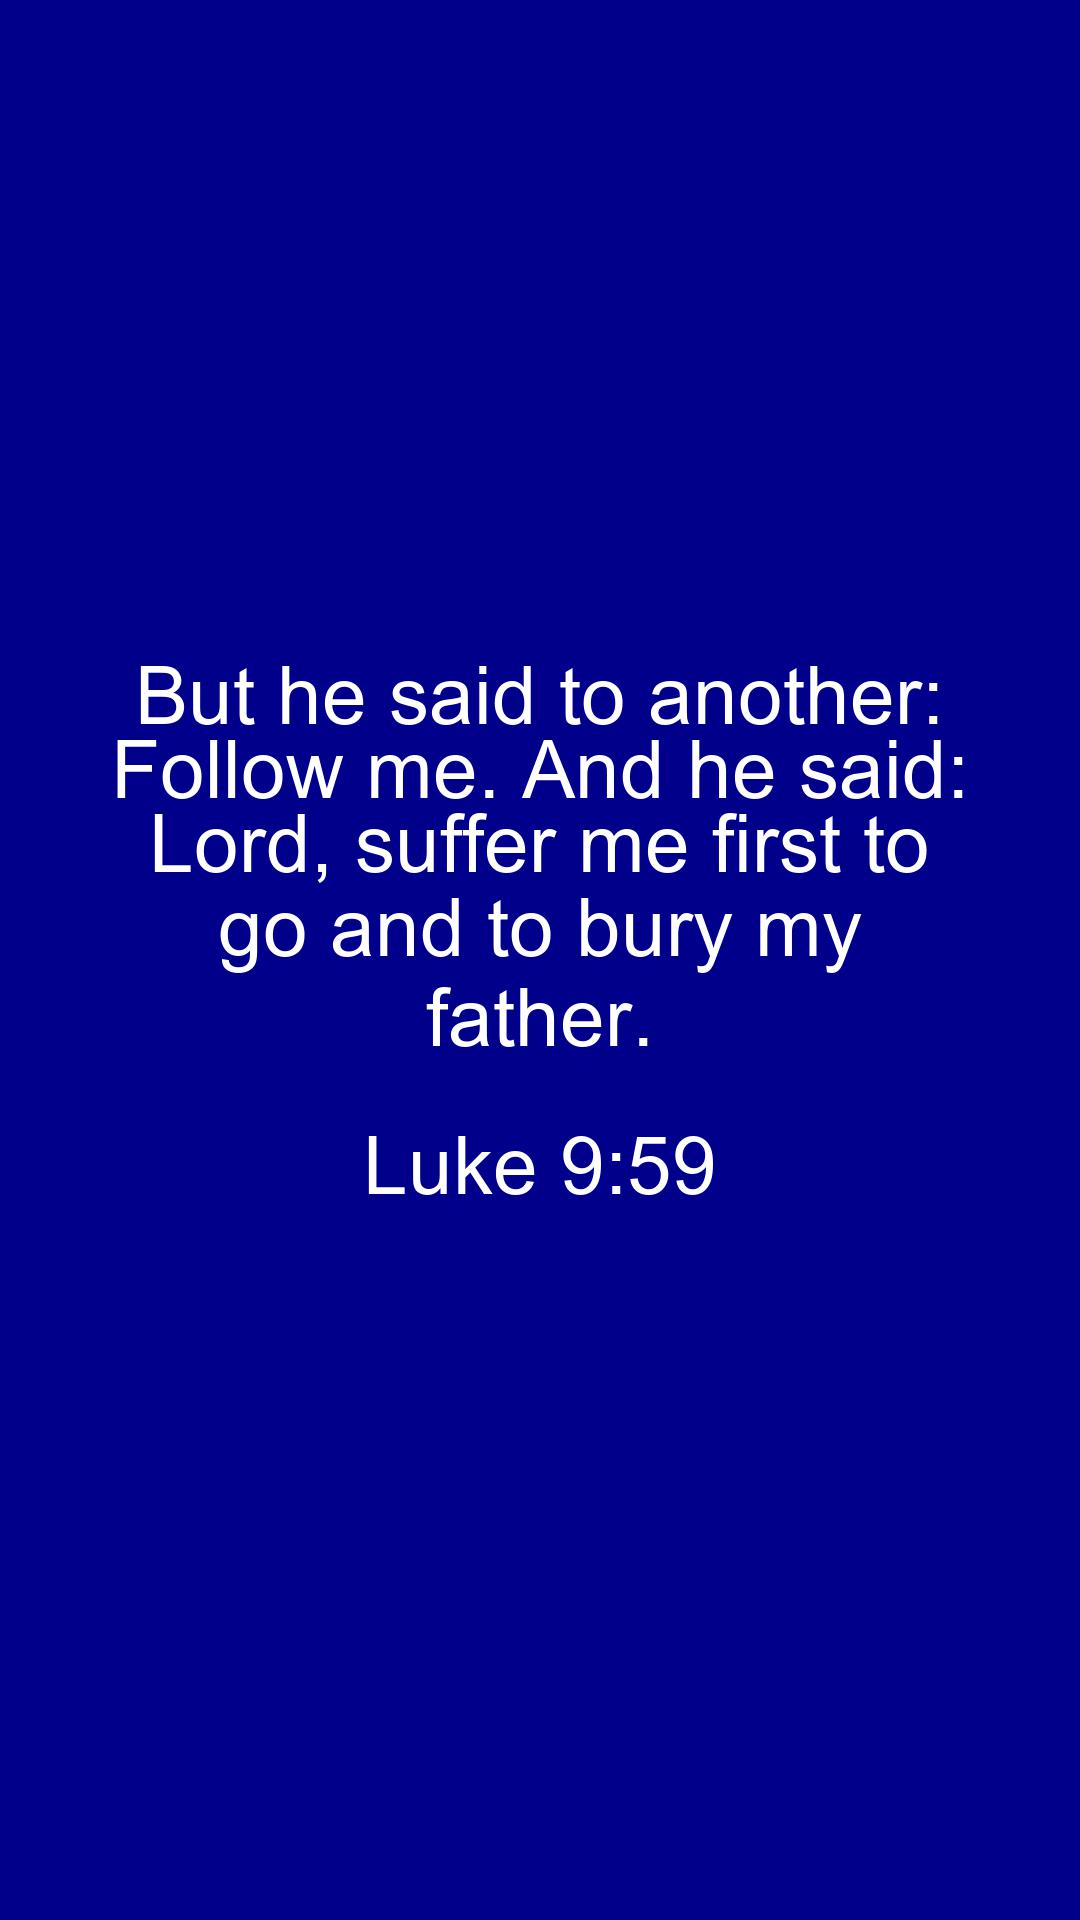 But he said to another:
Follow me. And he said:
Lord, suffer me first to
go and to bury my
father.
Luke 9:59